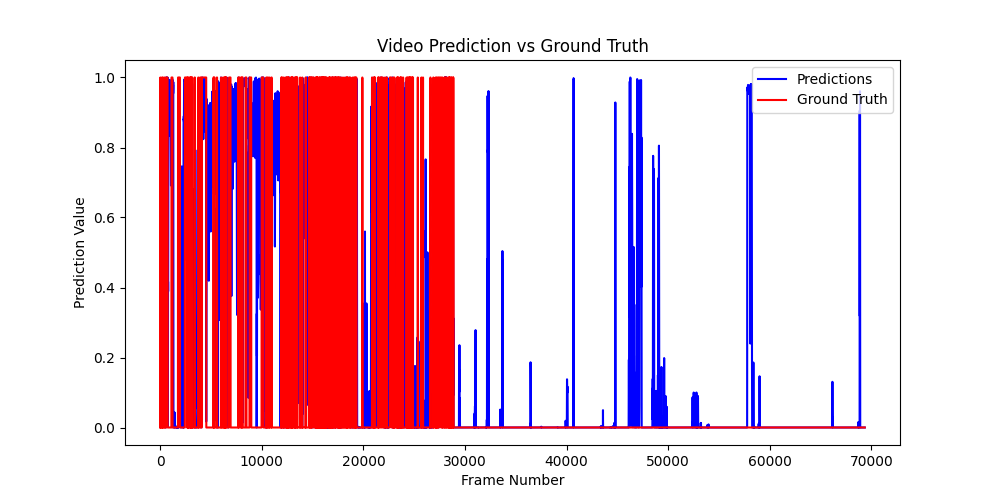 Video Prediction vs Ground Truth
Predictions
Ground Truth
1.0
0.8
0.6
0.4
0.2
0.0
Prediction Value
0 10000 20000 30000 40000 50000 60000 70000
Frame Number